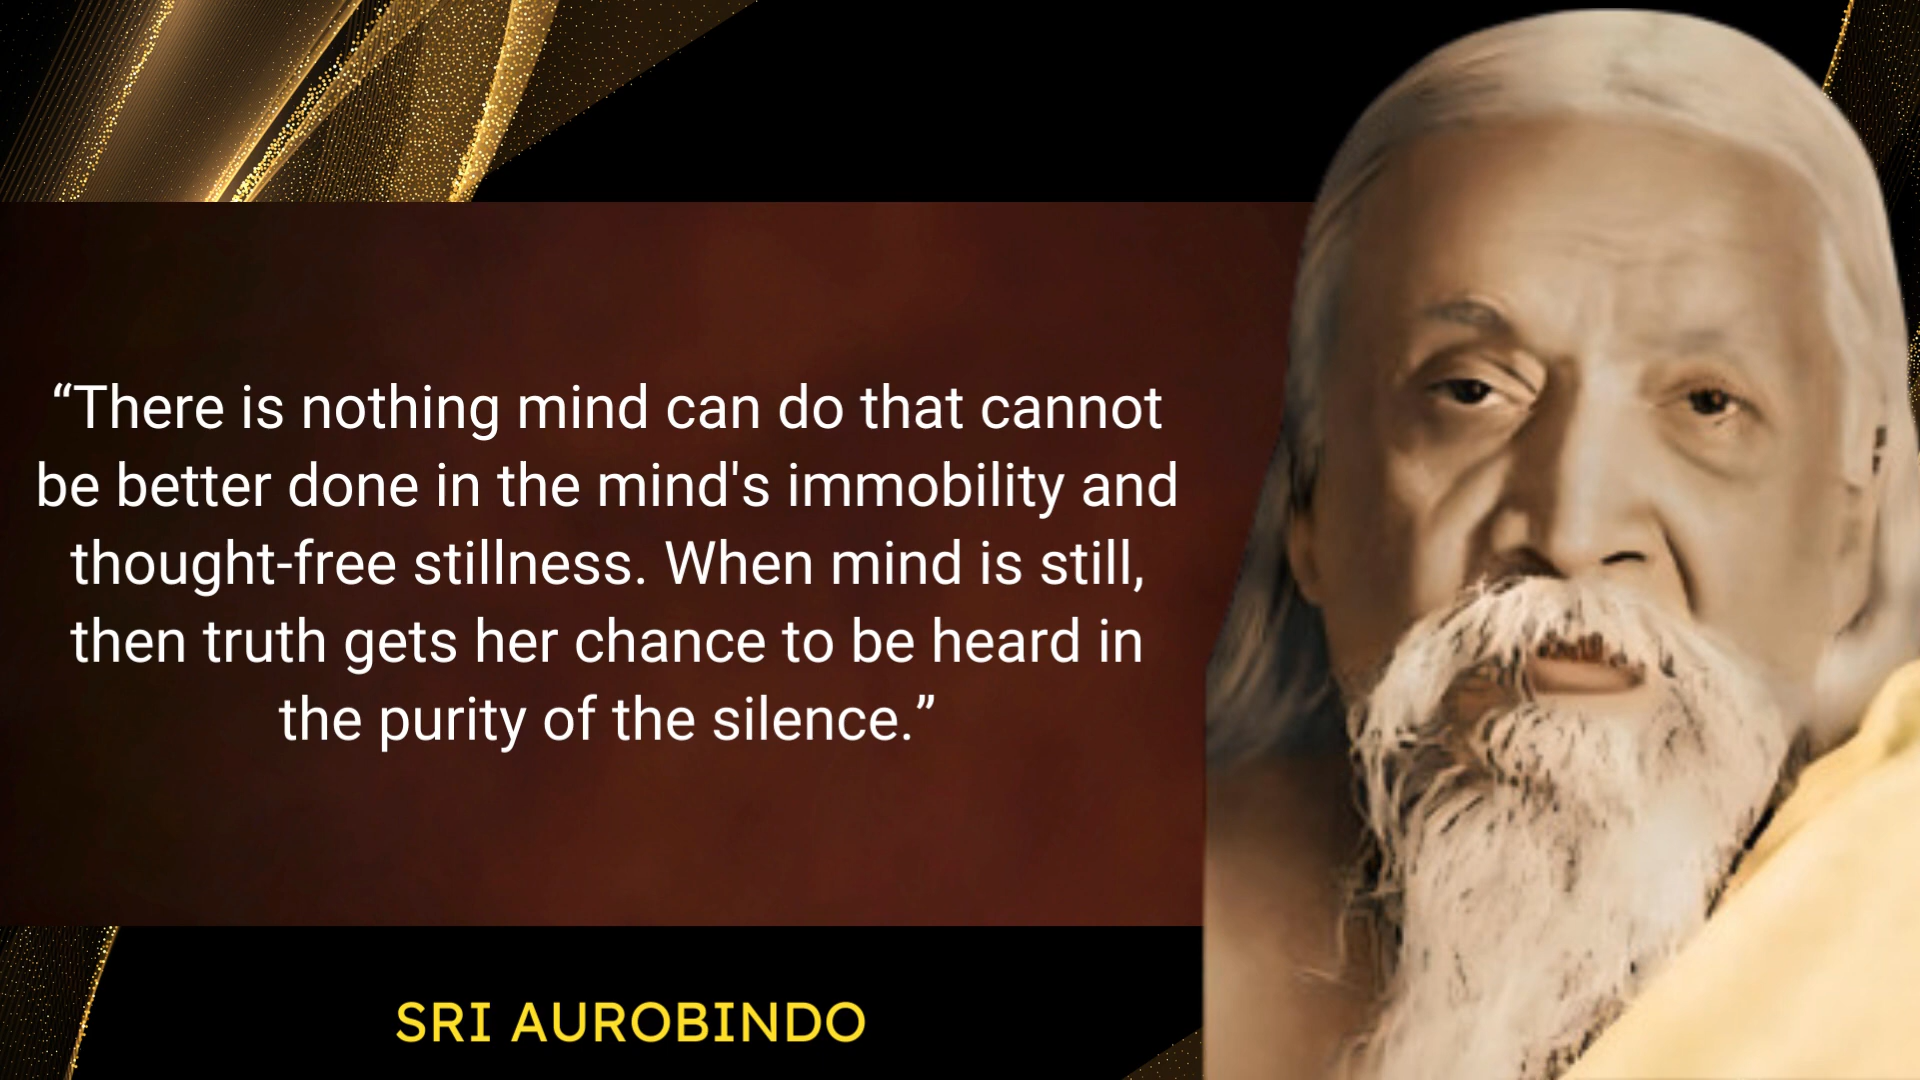 “There is nothing mind can do that cannot
be better done in the mind's immobility and
thought-free stillness. When mind is still,
then truth gets her chance to be heard in
the purity of the silence.”
SRI AUROBINDO